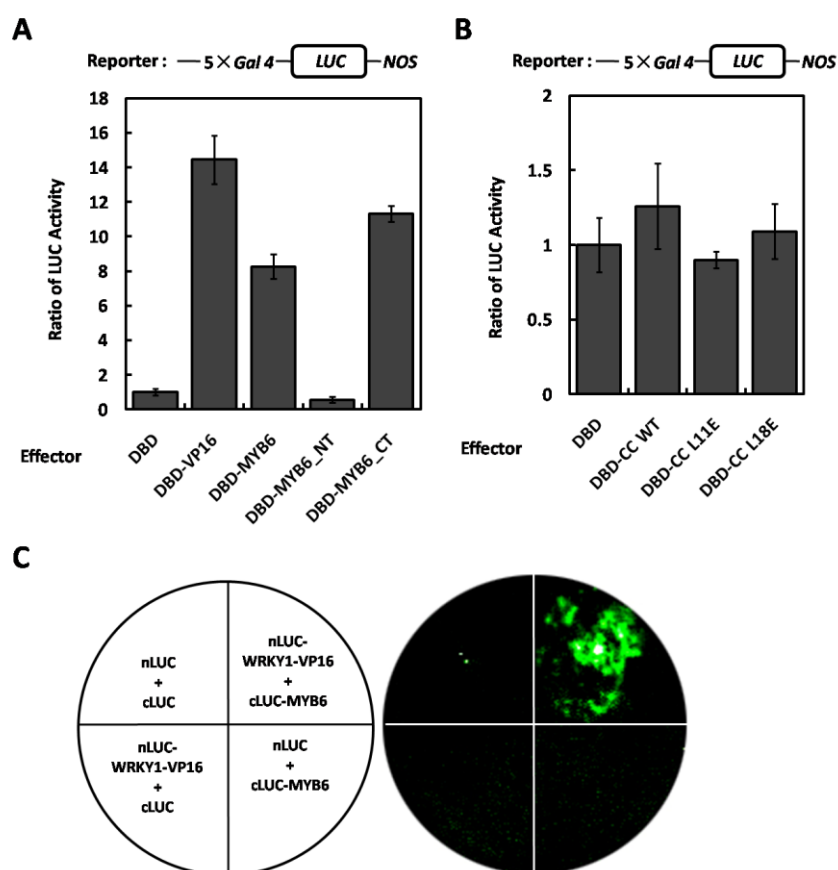 A
Reporter : 5 × Gal 4 LUC NOS
18
16
14
12
10
8
6
4
2
0
Ratio of LUC Activity
Effector
DBD
DBD-VP16
DBD-MYB6
DBD-MYB6_NT
DBD-MYB6_CT
B
Reporter : 5 × Gal 4 LUC NOS
2
1.5
1
0.5
0
Ratio of LUC Activity
Effector
DBD
DBD-CC WT
DBD-CC L11E
DBD-CC L18E
C
nLUC
+
cLUC
nLUC-
WRKY1-VP16
+
cLUC-MYB6
nLUC-
WRKY1-VP16
+
cLUC
nLUC
+
cLUC-MYB6